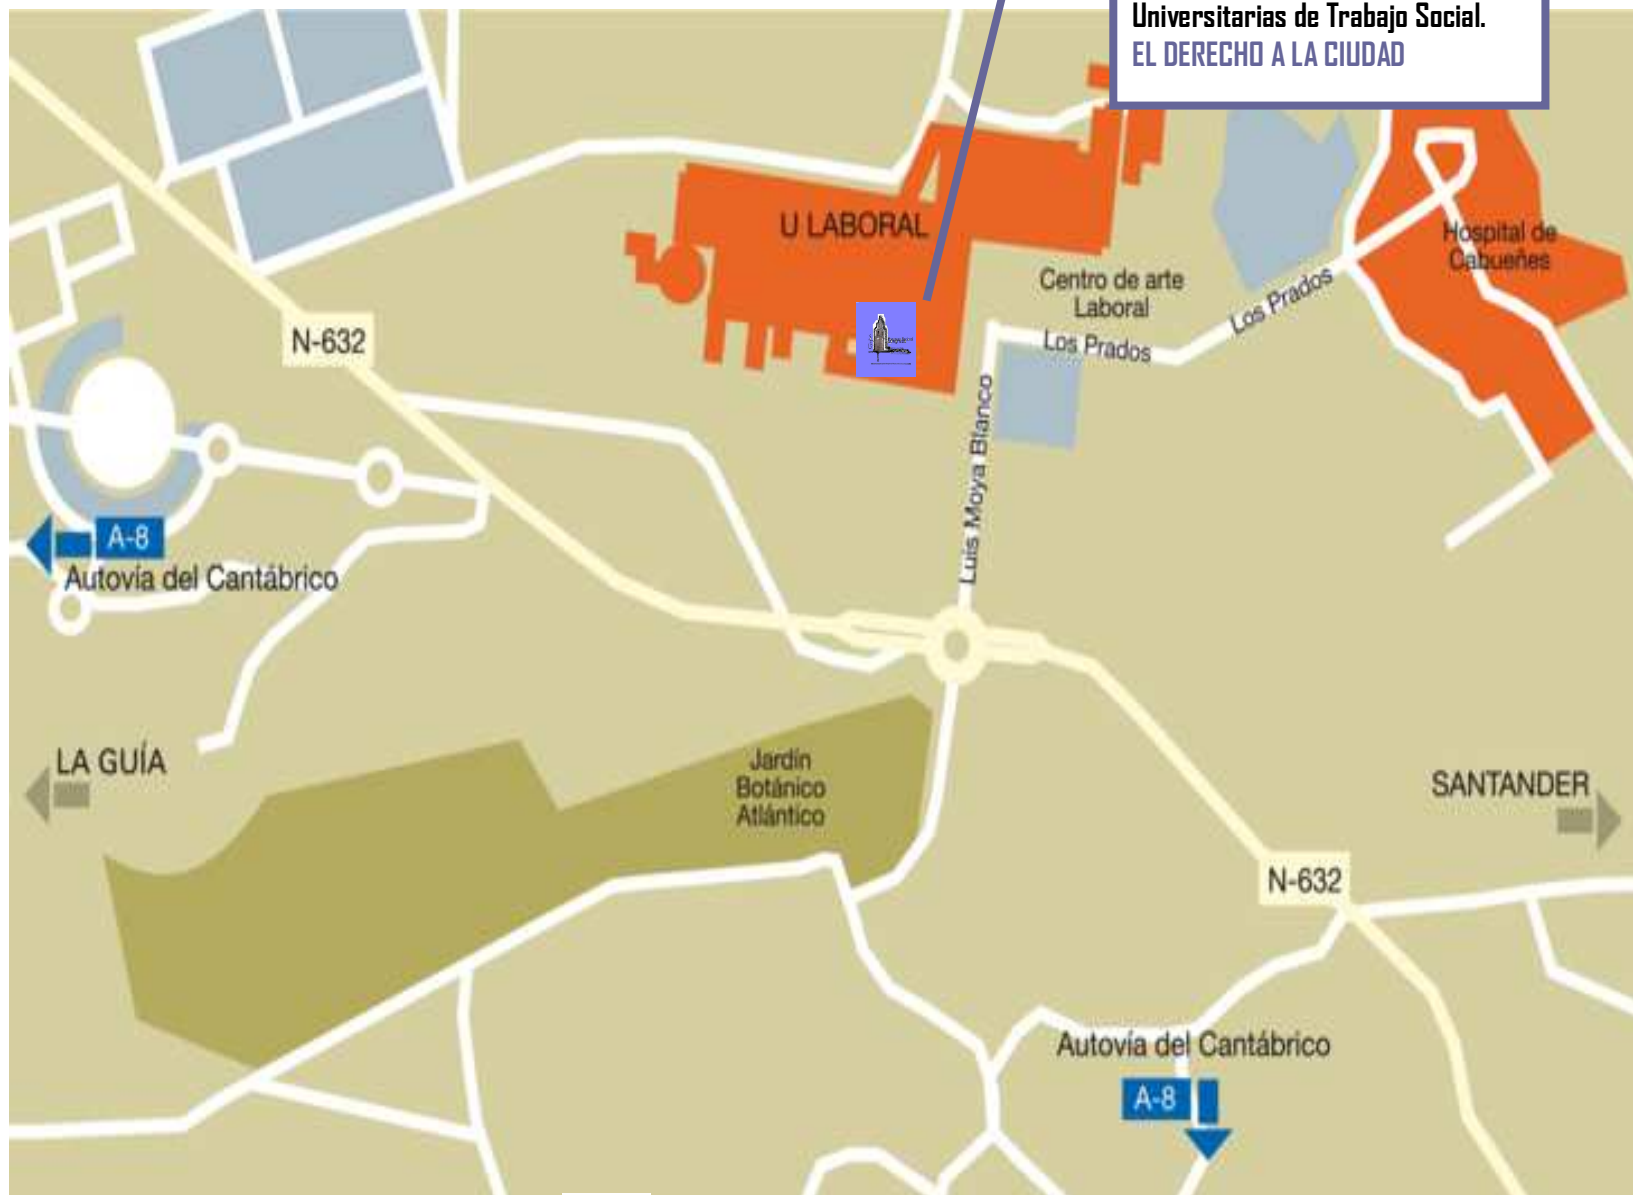 Universitarias de Trabajo Social.
EL DERECHO A LA CIUDAD
U LABORAL
Hospital de
Cabueñes
Centro de arte
Laboral
Los Prados
Los Prados
N-632
Luis Moya Blanco
A-8
Autovía del Cantábrico
LA GUÍA
Jardín
Botánico
Atlántico
SANTANDER
N-632
Autovía del Cantábrico
A-8